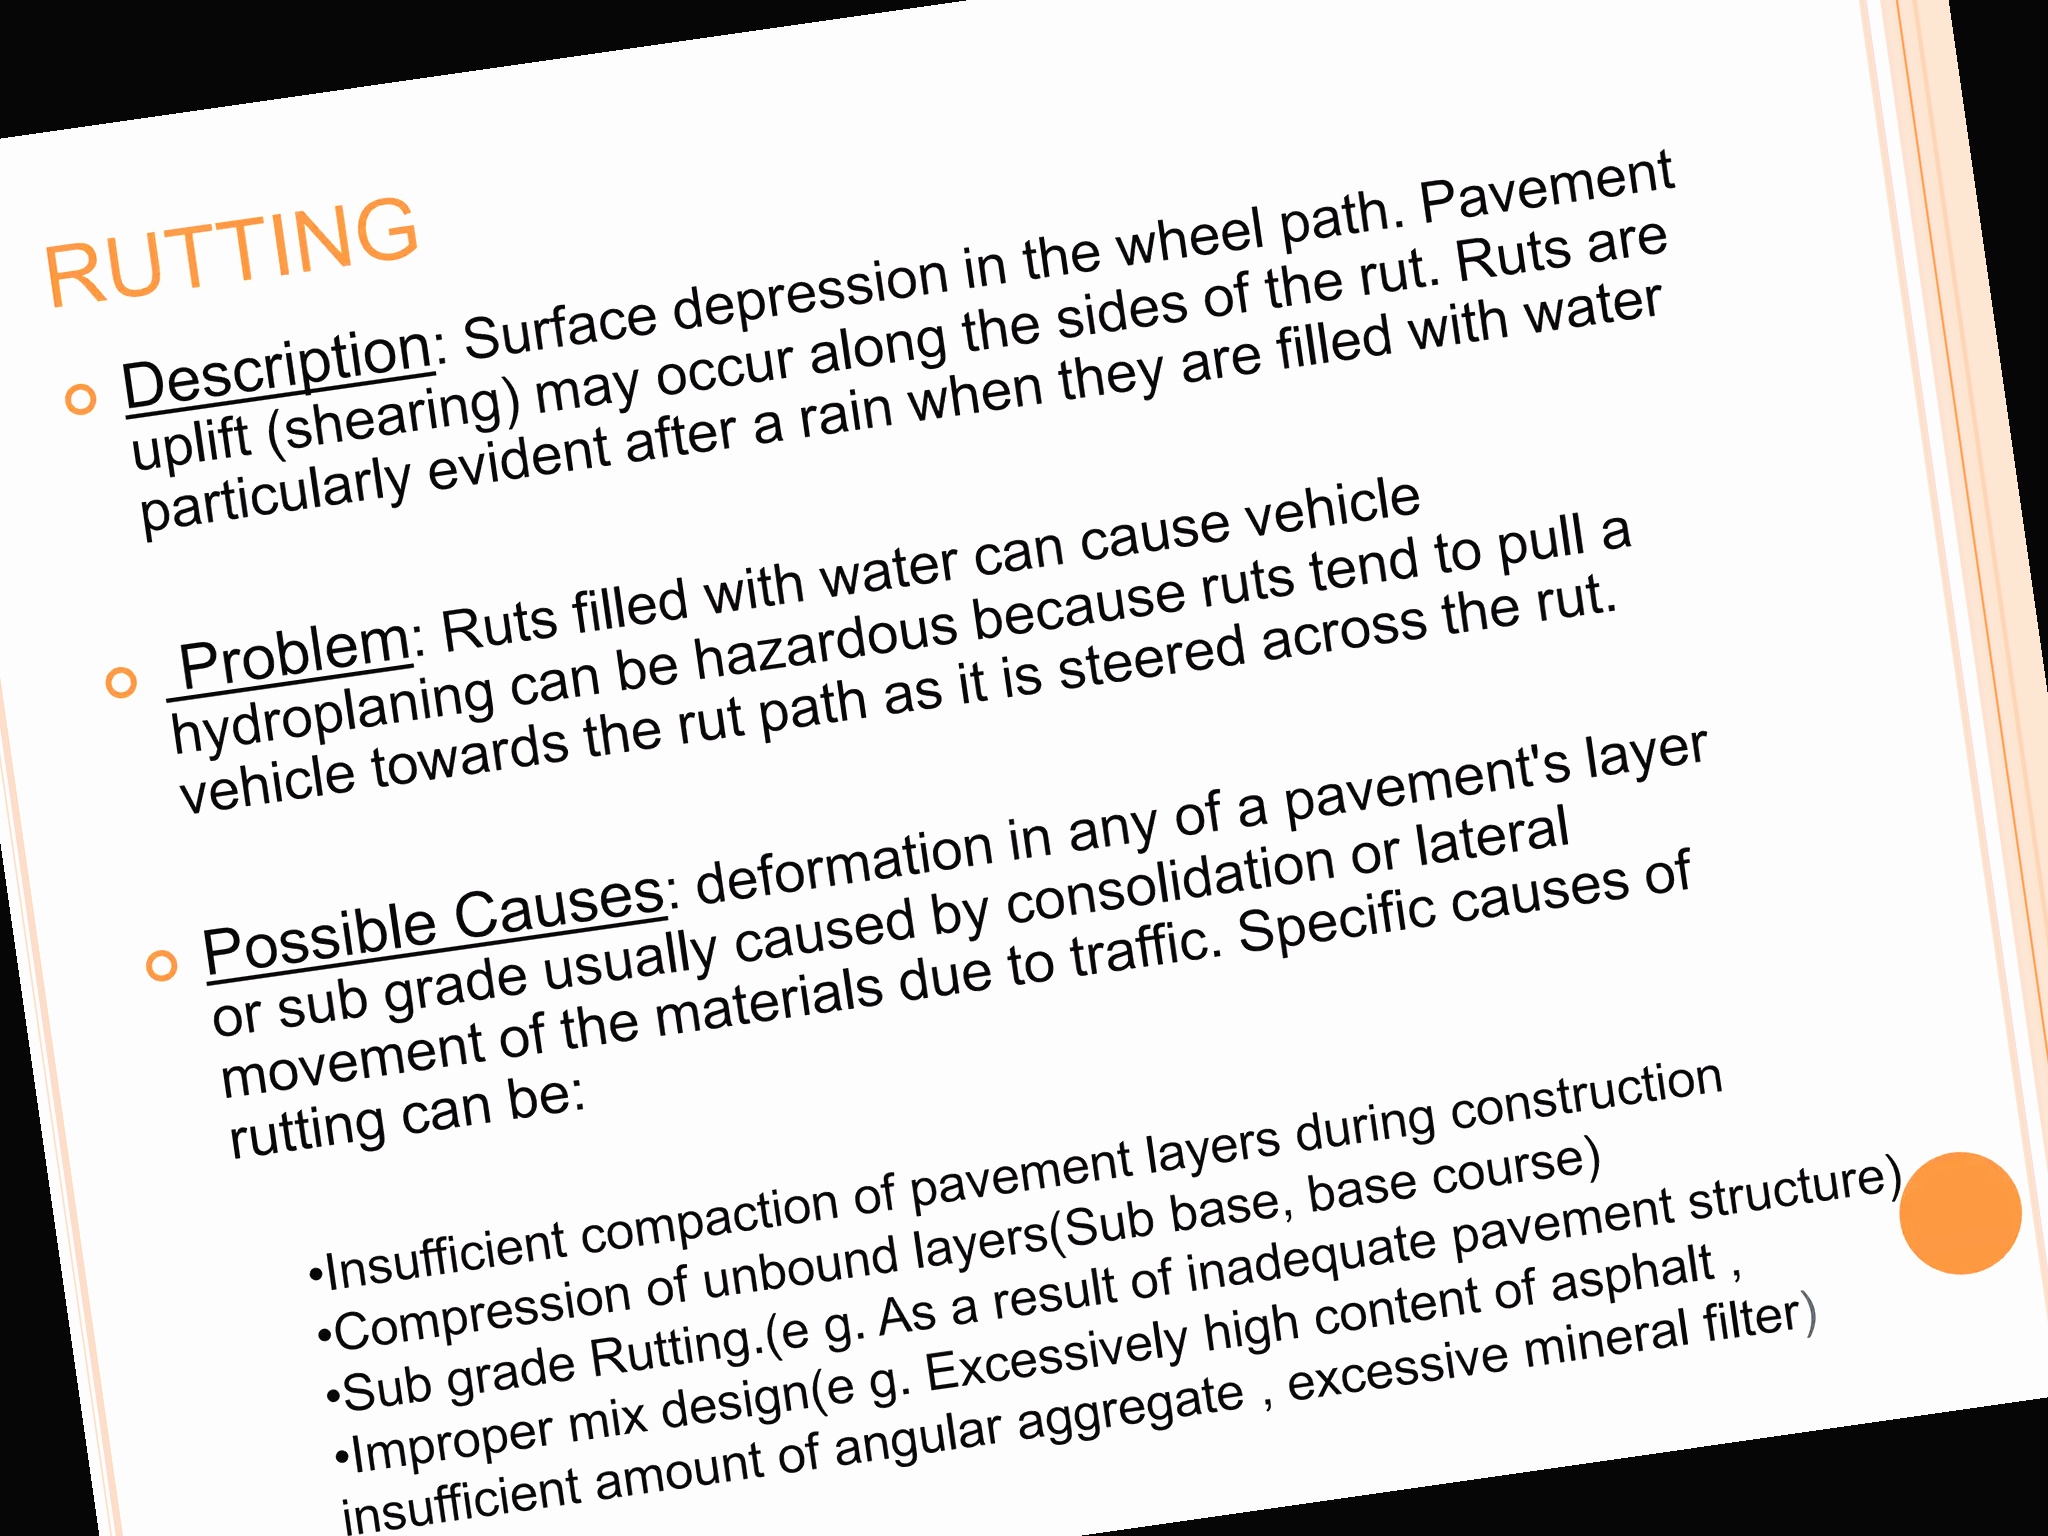 RUTTING
Description: Surface depression in the wheel path. Pavement
uplift (shearing) may occur along the sides of the rut. Ruts are
particularly evident after a rain when they are filled with water
Problem: Ruts filled with water can cause vehicle
hydroplaning can be hazardous because ruts tend to pull a
vehicle towards the rut path as it is steered across the rut.
Possible Causes: deformation in any of a pavement's layer
or sub grade usually caused by consolidation or lateral
movement of the materials due to traffic. Specific causes of
rutting can be:
•Insufficient compaction of pavement layers during construction
•Compression of unbound layers(Sub base, base course)
•Sub grade Rutting.(e g. As a result of inadequate pavement structure)
•Improper mix design(e g. Excessively high content of asphalt ,
insufficient amount of angular aggregate , excessive mineral filter)